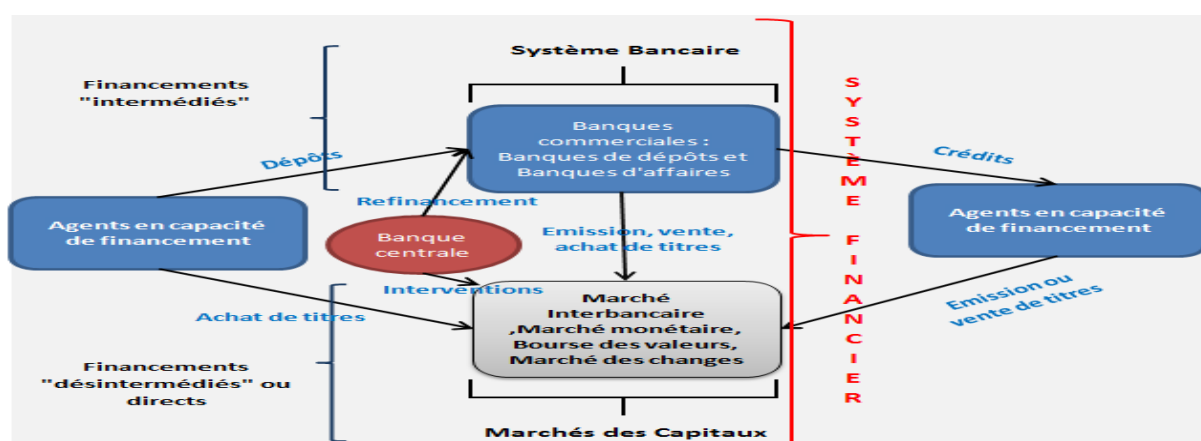 Système Bancaire
Financements
"intermédiés"
Banques
commerciales :
Banques de dépôts et
Banques d'affaires
Dépôts
Crédits
Refinancement
Agents en capacité
de financement
Banque
centrale
Emission, vente,
achat de titres
Agents en capacité
de financement
Interventions
Achat de titres
Marché
Interbancaire
,Marché monétaire,
Bourse des valeurs,
Marché des changes
Emission ou
vente de titres
Financements
"désintermédiés" ou
directs
Marchés des Capitaux
SYSTÈME FINANCIER